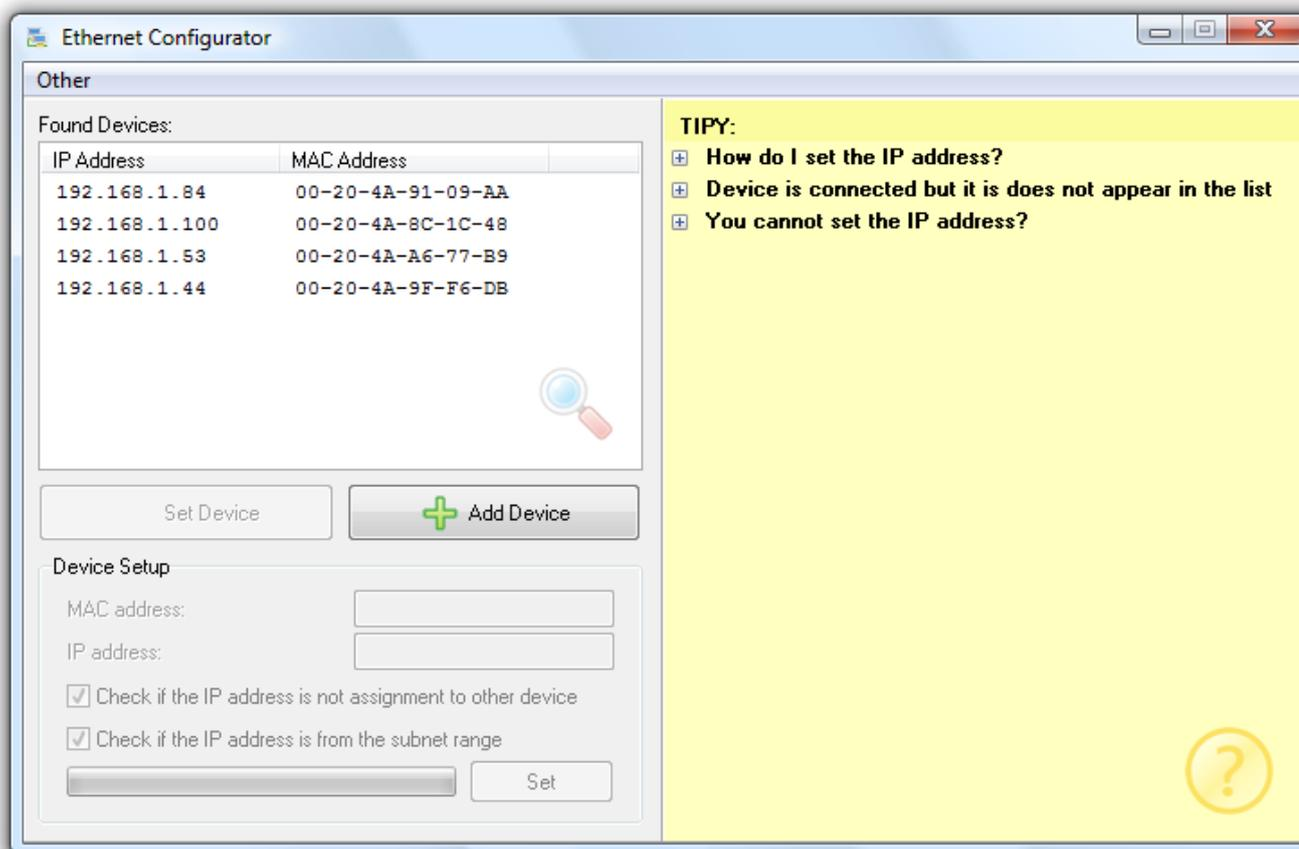 Ethernet Configurator
Other
Found Devices:
IP Address MAC Address
192.168.1.84 00-20-4A-91-09-AA
192.168.1.100 00-20-4A-8C-1C-48
192.168.1.53 00-20-4A-A6-77-B9
192.168.1.44 00-20-4A-9F-F6-DB
Set Device Add Device
Device Setup
MAC address:
IP address:
Check if the IP address is not assignment to other device
Check if the IP address is from the subnet range
Set
TIPY:
How do I set the IP address?
Device is connected but it is does not appear in the list
You cannot set the IP address?